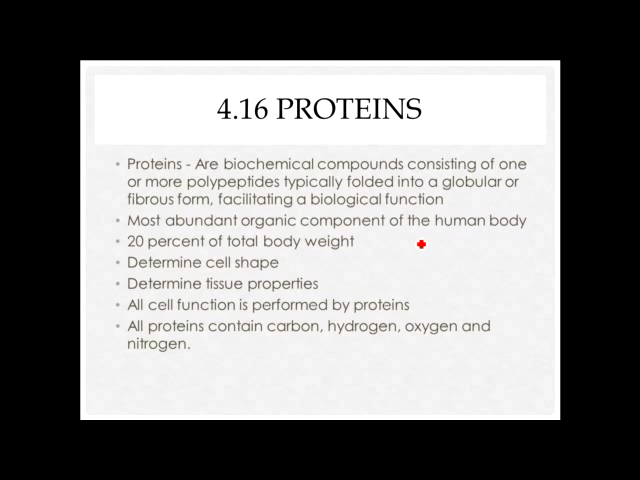 4.16 PROTEINS
• Proteins - Are biochemical compounds consisting of one
or more polypeptides typically folded into a globular or
fibrous form, facilitating a biological function
• Most abundant organic component of the human body
• 20 percent of total body weight
• Determine cell shape
• Determine tissue properties
• All cell function is performed by proteins
• All proteins contain carbon, hydrogen, oxygen and
nitrogen.